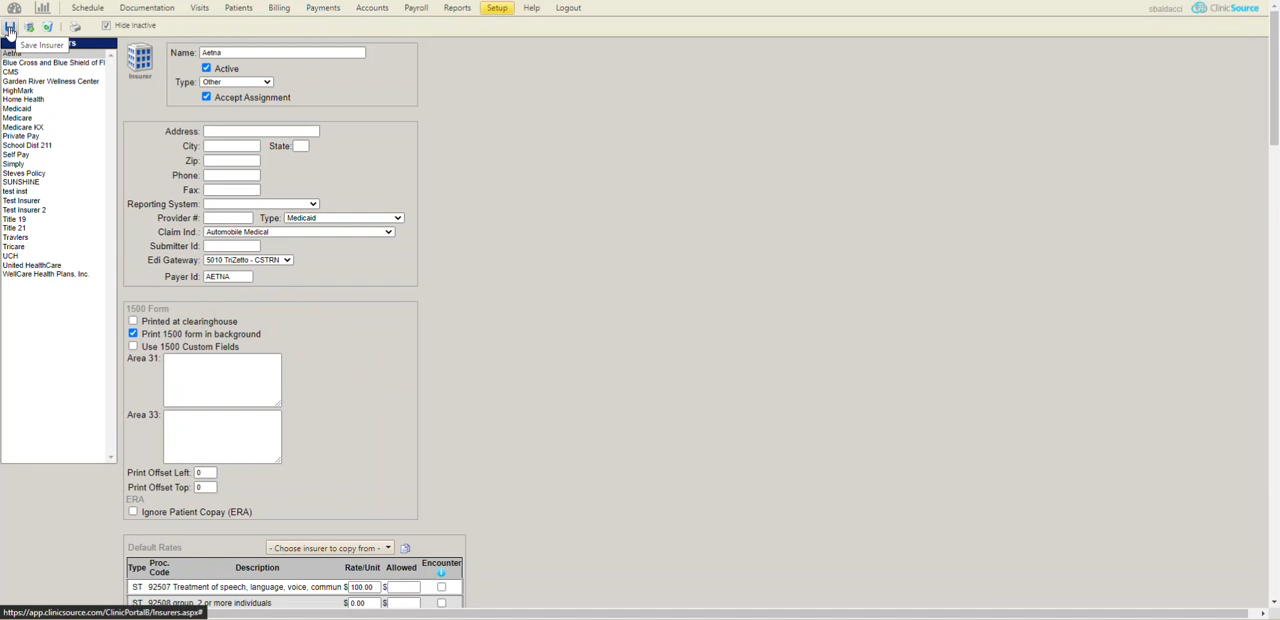 Schedule Documentation Visits Patients Billing Payments Accounts Payroll Reports Setup Help Logout sbaldacci ClinicSource
Hide Inactive
Save Insurer
Aetna
Blue Cross and Blue Shield of Fl
CMS
Garden River Wellness Center
HighMark
Home Health
Medicaid
Medicare
Medicare KX
Private Pay
School Dist 211
Self Pay
Simply
Steves Policy
SUNSHINE
test inst
Test Insurer
Test Insurer 2
Title 19
Title 21
Travlers
Tricare
UCH
United HealthCare
WellCare Health Plans, Inc.
Insurer
Name: Aetna
Active
Type: Other
Accept Assignment
Address:
City: State:
Zip:
Phone:
Fax:
Reporting System:
Provider #: Type: Medicaid
Claim Ind.: Automobile Medical
Submitter Id:
Edi Gateway: 5010 TriZetto - CSTRN
Payer Id: AETNA
1500 Form
Printed at clearinghouse
Print 1500 form in background
Use 1500 Custom Fields
Area 31:
Area 33:
Print Offset Left: 0
Print Offset Top: 0
ERA
Ignore Patient Copay (ERA)
Default Rates - Choose insurer to copy from -
Type Proc. Code Description Rate/Unit Allowed Encounter
ST 92507 Treatment of speech, language, voice, commun $ 100.00 $
ST 92508 group, 2 or more individuals $ 0.00 $
https://app.clinicsource.com/ClinicPortalB/Insurers.aspx#